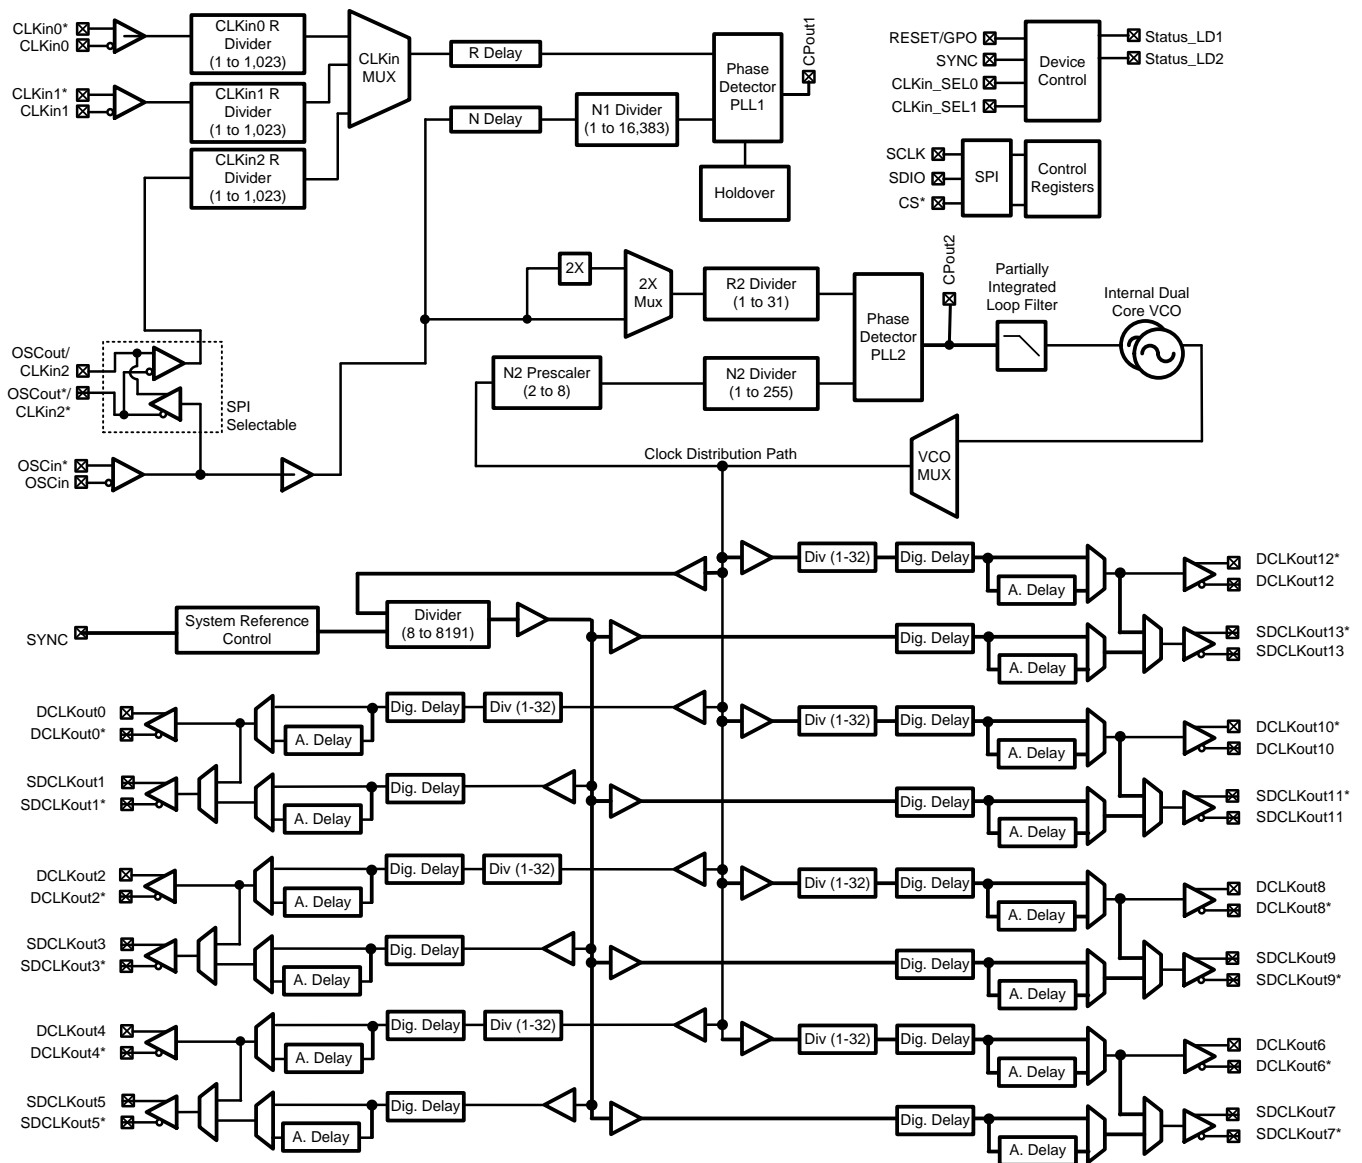 CLKin0*
CLKin0
CLKin0 R
Divider
(1 to 1,023)
CLKin1*
CLKin1
CLKin1 R
Divider
(1 to 1,023)
CLKin2 R
Divider
(1 to 1,023)
CLKin
MUX
R Delay
N Delay
N1 Divider
(1 to 16,383)
Phase
Detector
PLL1
CPout1
Holdover
RESET/GPO
SYNC
CLKin_SEL0
CLKin_SEL1
Device
Control
Status_LD1
Status_LD2
SCLK
SDIO
CS*
SPI
Control
Registers
2X
2X
Mux
R2 Divider
(1 to 31)
Phase
Detector
PLL2
CPout2
Partially
Integrated
Loop Filter
Internal Dual
Core VCO
N2 Prescaler
(2 to 8)
N2 Divider
(1 to 255)
OSCout/
CLKin2
OSCout*/
CLKin2*
SPI
Selectable
OSCin*
OSCin
Clock Distribution Path
VCO
MUX
SYNC
System Reference
Control
Divider
(8 to 8191)
Div (1-32)
Dig. Delay
A. Delay
DCLKout12*
DCLKout12
Dig. Delay
A. Delay
SDCLKout13*
SDCLKout13
DCLKout0
DCLKout0*
A. Delay
Dig. Delay
Div (1-32)
Div (1-32)
Dig. Delay
A. Delay
DCLKout10*
DCLKout10
SDCLKout1
SDCLKout1*
A. Delay
Dig. Delay
Dig. Delay
A. Delay
SDCLKout11*
SDCLKout11
DCLKout2
DCLKout2*
A. Delay
Dig. Delay
Div (1-32)
Div (1-32)
Dig. Delay
A. Delay
DCLKout8
DCLKout8*
SDCLKout3
SDCLKout3*
A. Delay
Dig. Delay
Dig. Delay
A. Delay
SDCLKout9
SDCLKout9*
DCLKout4
DCLKout4*
A. Delay
Dig. Delay
Div (1-32)
Div (1-32)
Dig. Delay
A. Delay
DCLKout6
DCLKout6*
SDCLKout5
SDCLKout5*
A. Delay
Dig. Delay
Dig. Delay
A. Delay
SDCLKout7
SDCLKout7*